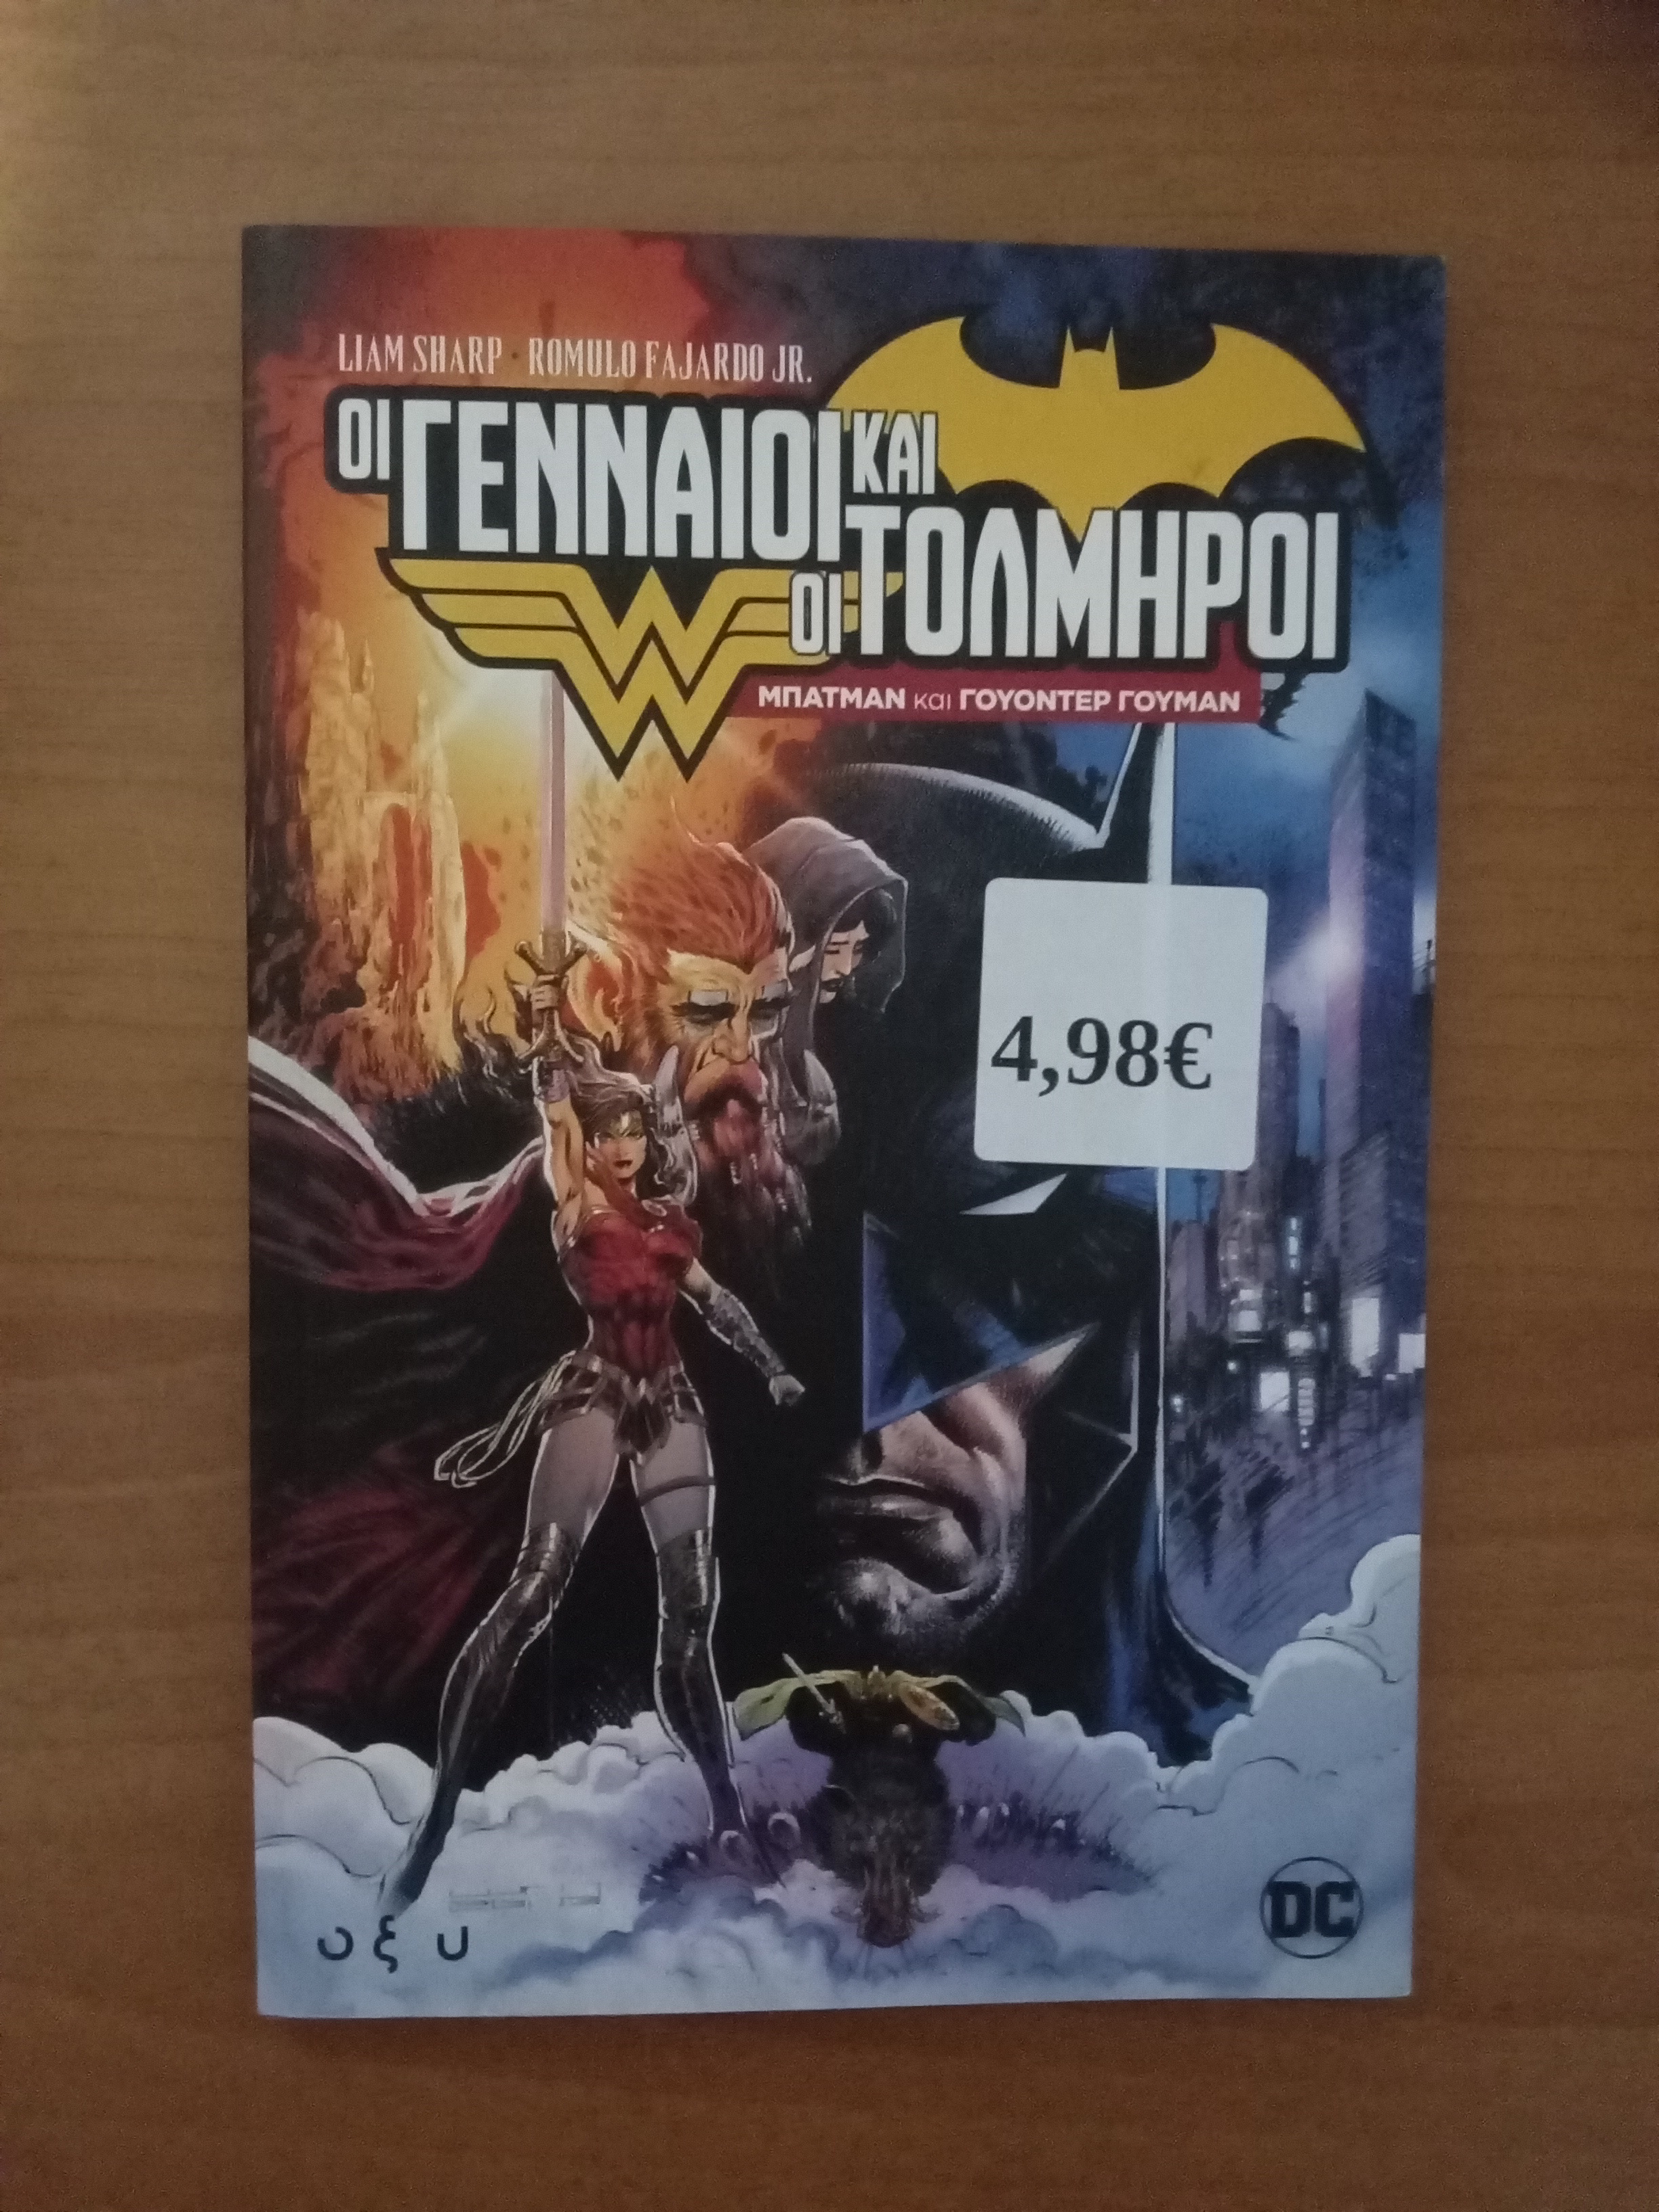 LIAM SHARP · ROMULO FAJARDO JR.
ΟΙ ΓΕΝΝΑΙΟΙ ΚΑΙ
ΟΙ ΤΟΛΜΗΡΟΙ
ΜΠΑΤΜΑΝ και ΓΟΥΟΝΤΕΡ ΓΟΥΜΑΝ
4,98€
οξυ
DC